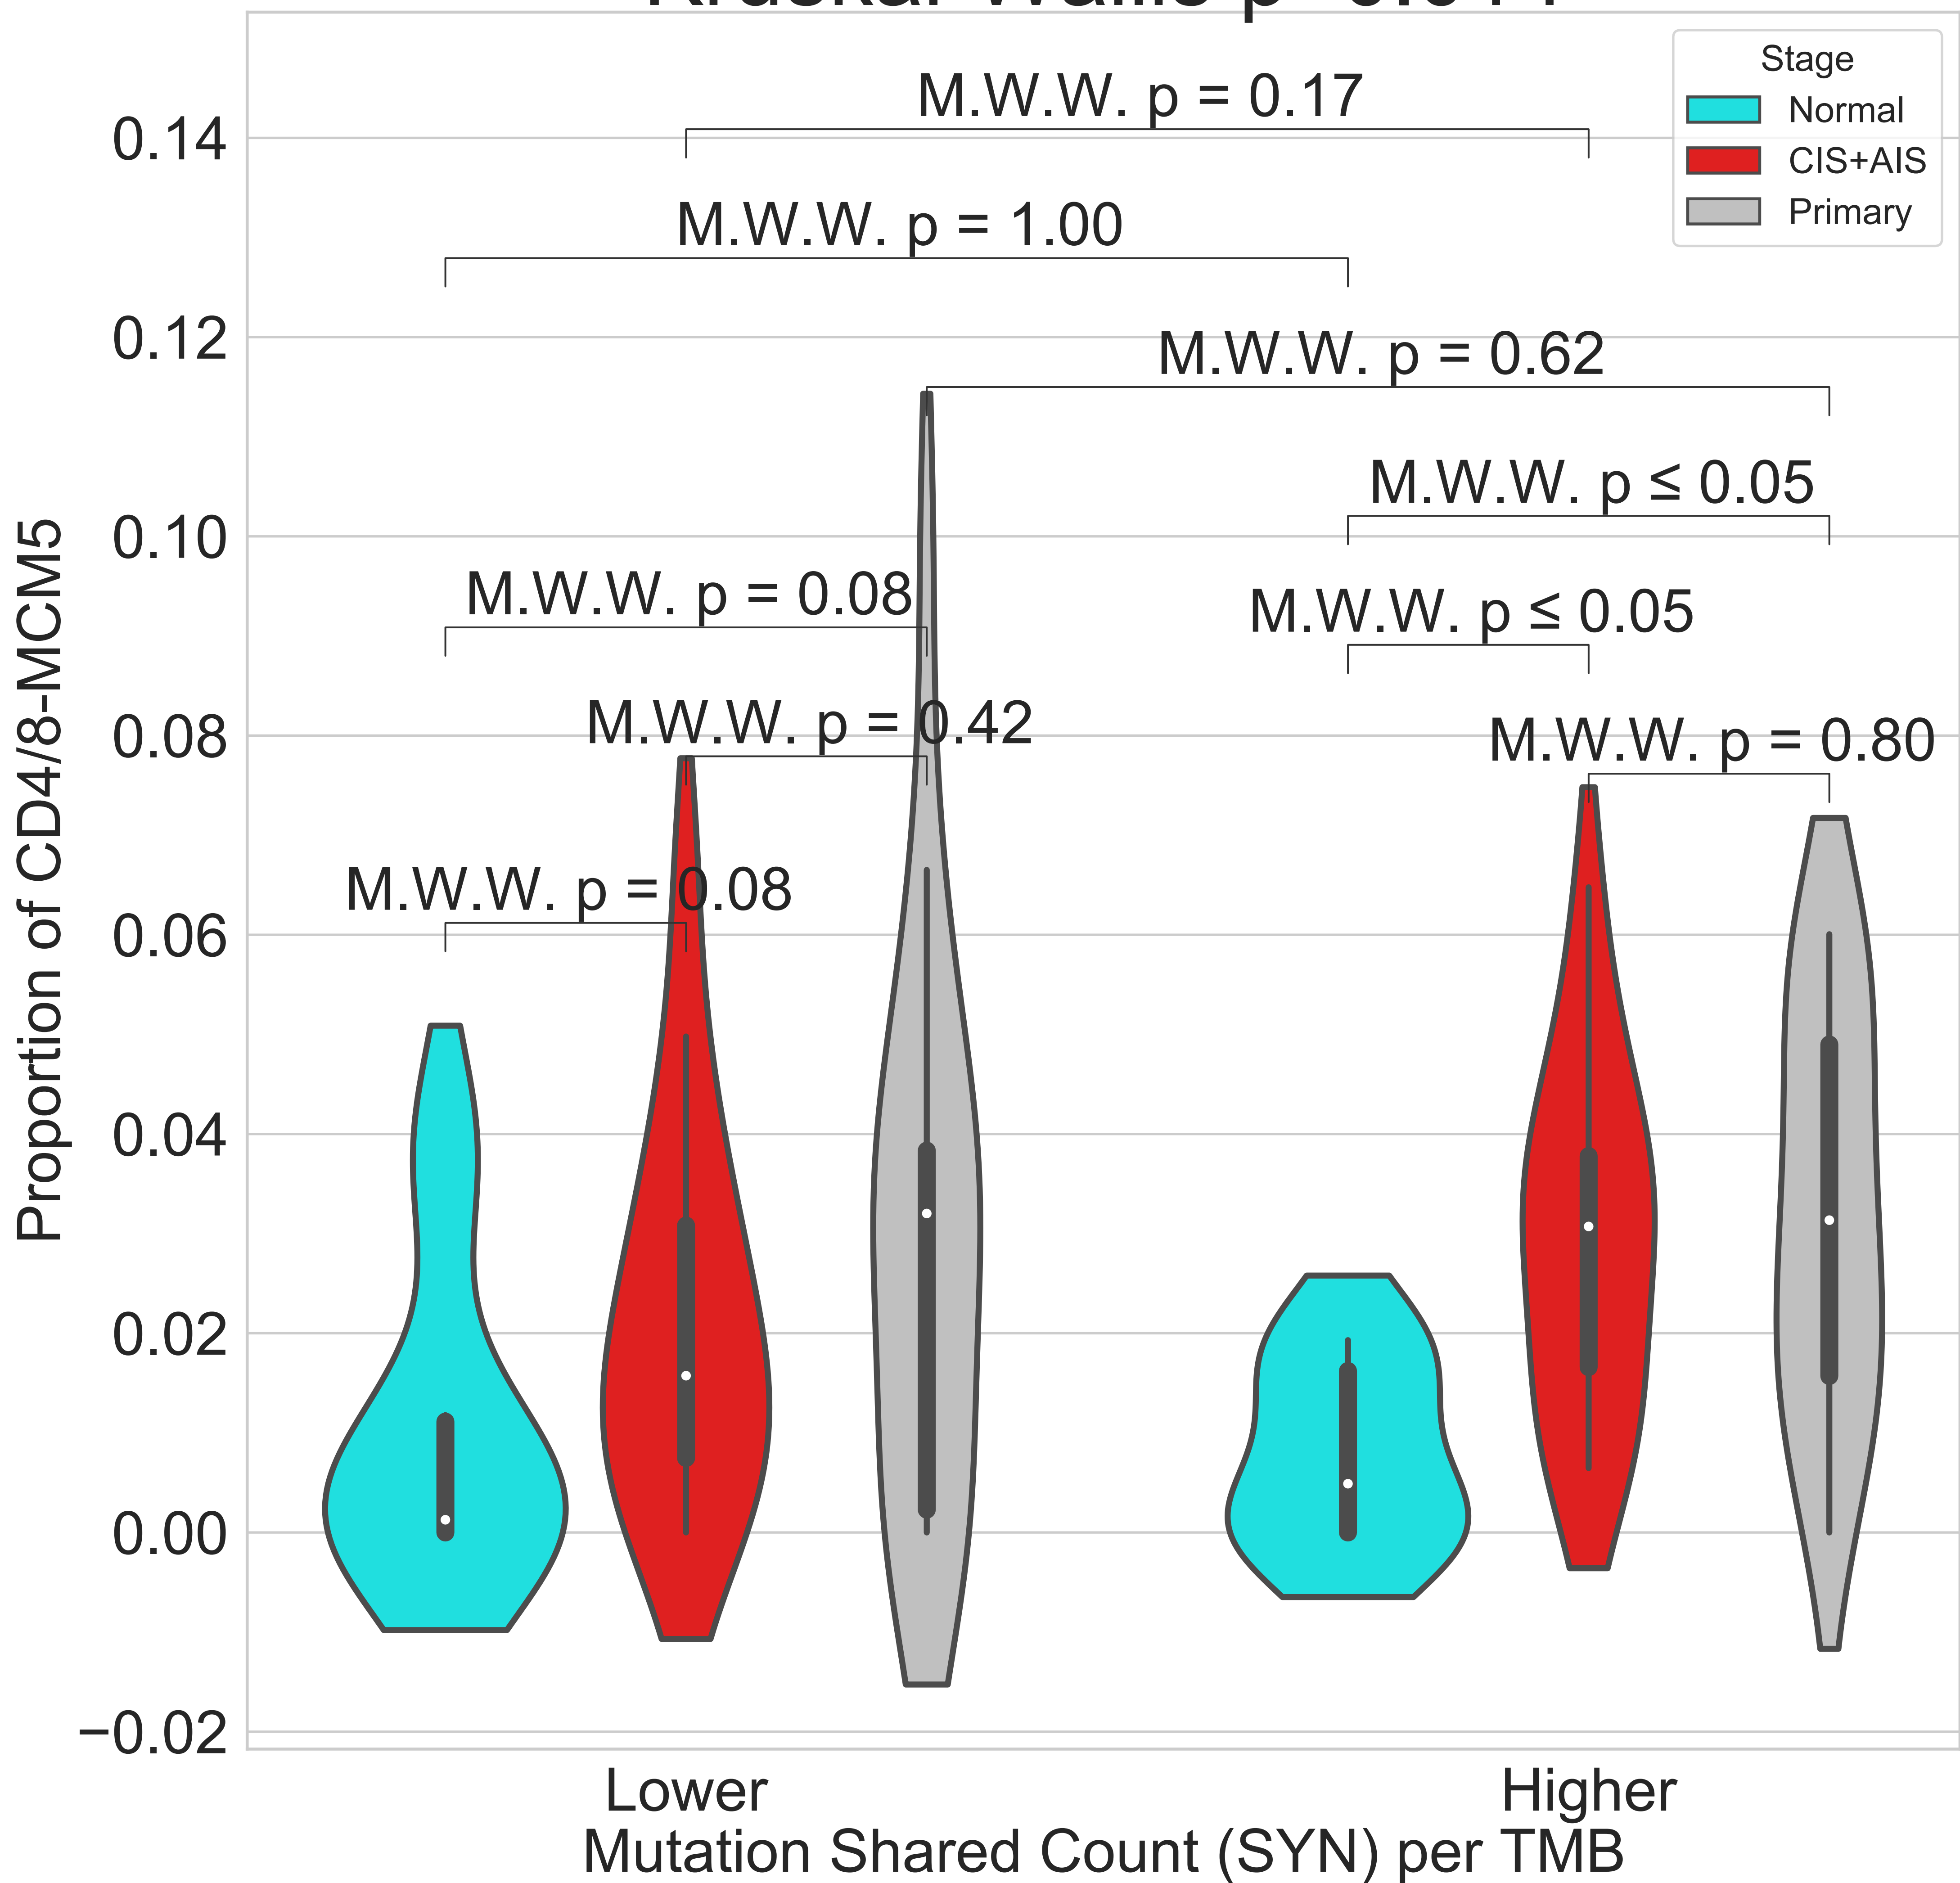 Stage
Normal
CIS+AIS
Primary
M.W.W. p = 0.17
M.W.W. p = 1.00
M.W.W. p = 0.62
M.W.W. p ≤ 0.05
M.W.W. p = 0.08
M.W.W. p ≤ 0.05
M.W.W. p = 0.42
M.W.W. p = 0.80
M.W.W. p = 0.08
0.14
0.12
0.10
0.08
0.06
0.04
0.02
0.00
−0.02
Proportion of CD4/8-MCM5
Lower
Higher
Mutation Shared Count (SYN) per TMB